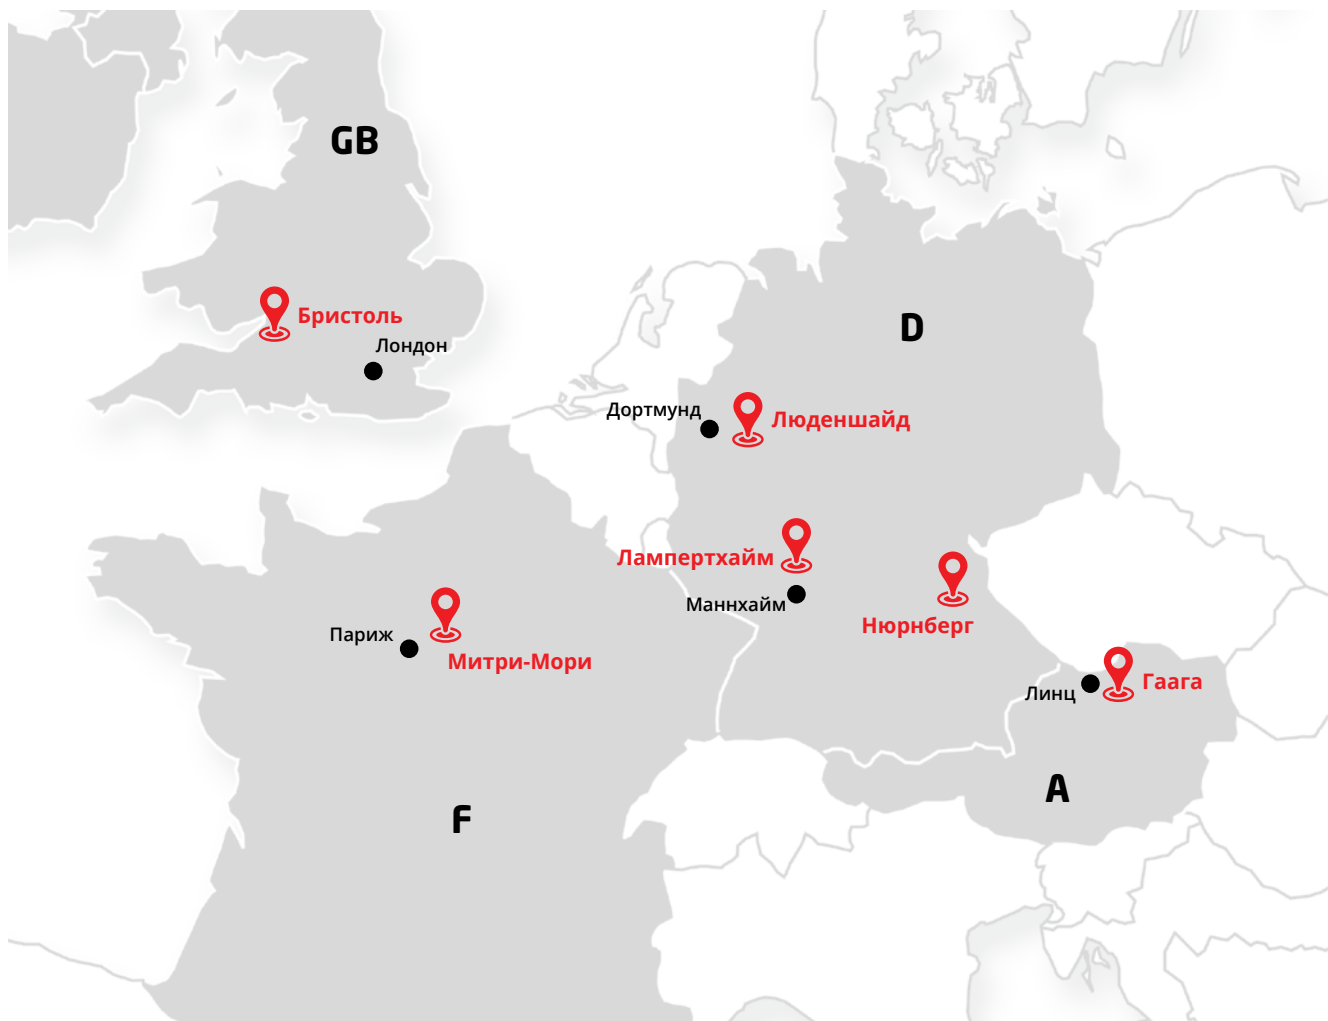 GB
Бристоль
Лондон
D
Дортмунд
Люденшайд
Лампертхайм
Маннхайм
Нюрнберг
Париж
Митри-Мори
Линц
Гаага
A
F